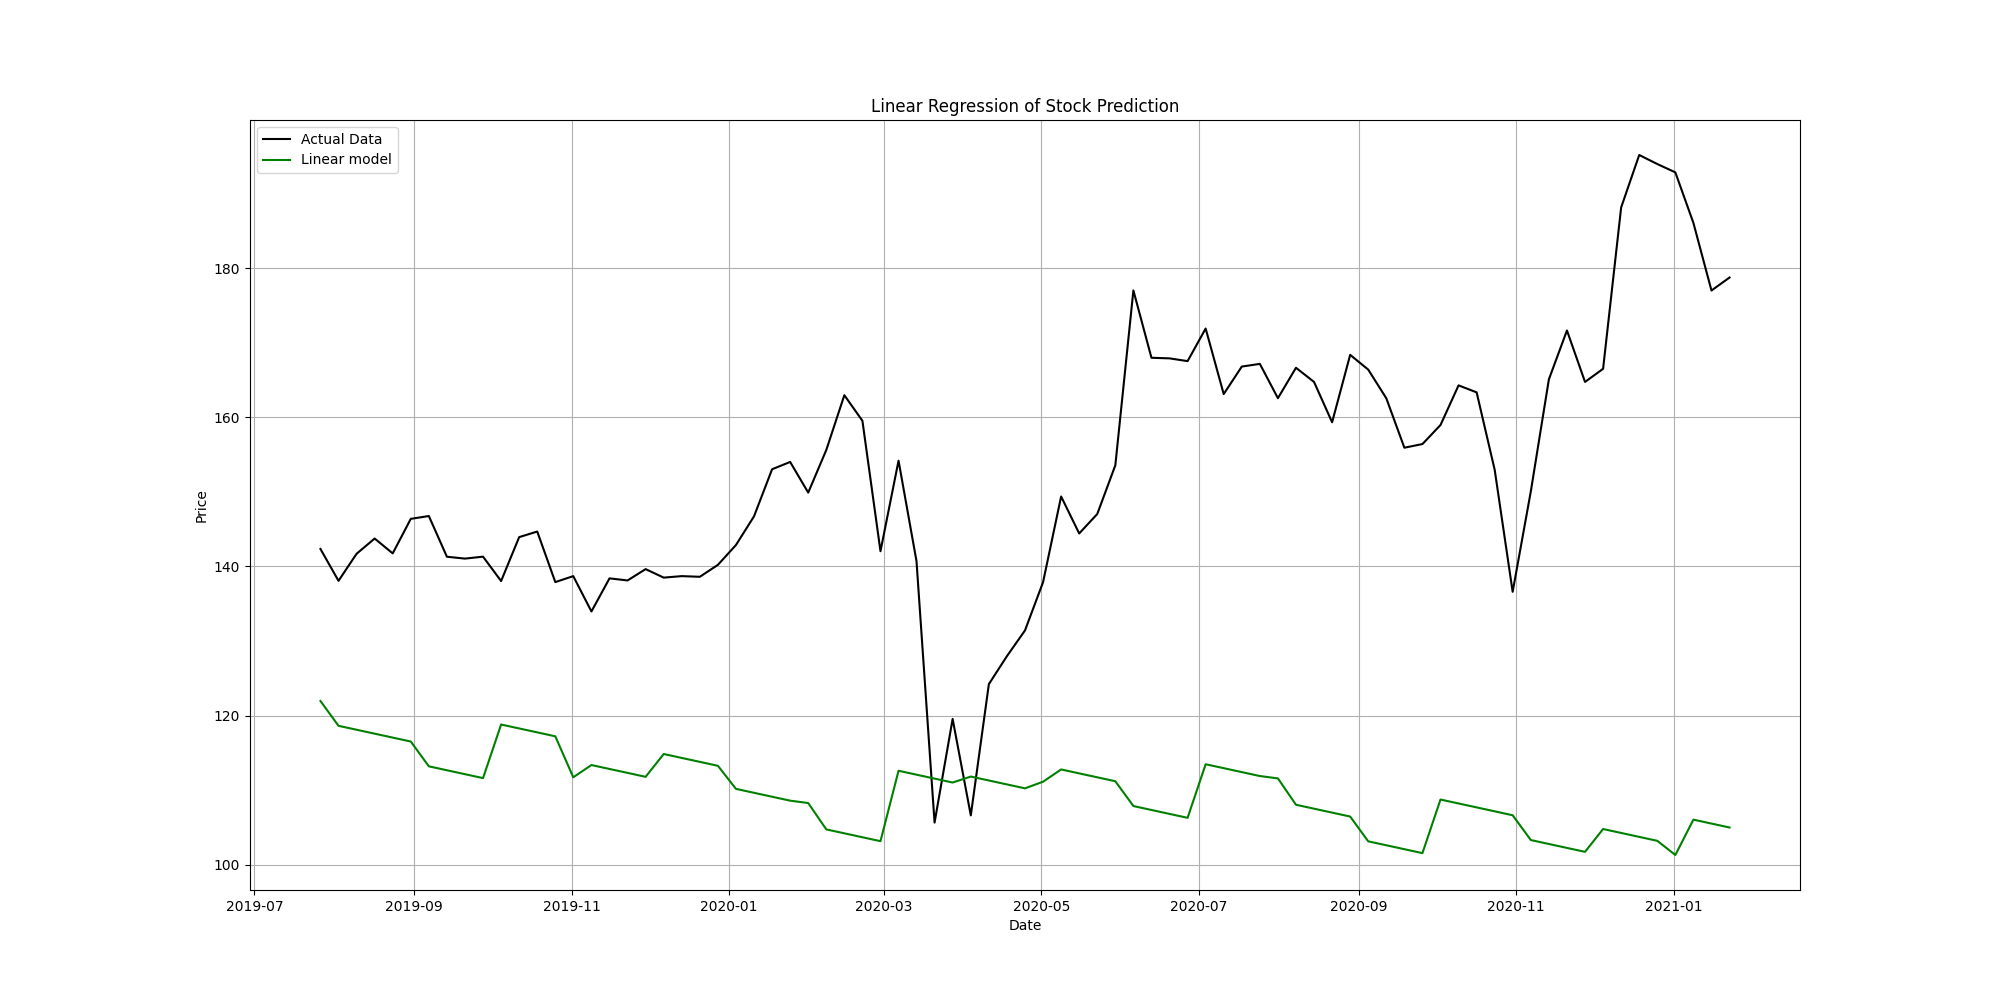 Linear Regression of Stock Prediction
Actual Data
Linear model
180
160
140
120
100
Price
2019-07 2019-09 2019-11 2020-01 2020-03 2020-05 2020-07 2020-09 2020-11 2021-01
Date